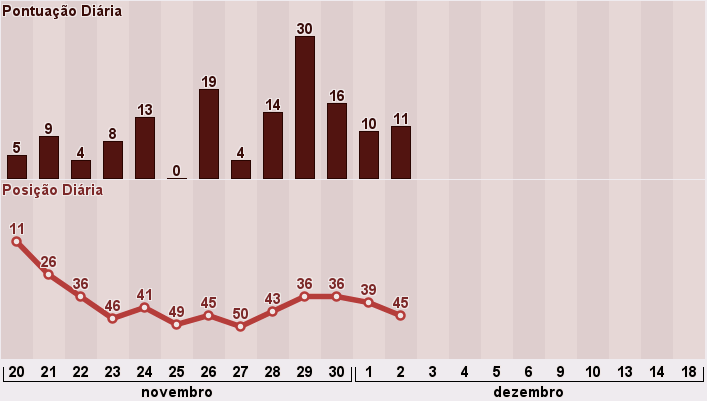 Pontuação Diária
5 9 4 8 13 0 19 4 14 30 16 10 11
Posição Diária
11 26 36 46 41 49 45 50 43 36 36 39 45
20 21 22 23 24 25 26 27 28 29 30 1 2 3 4 5 6 9 10 13 14 18
novembro dezembro